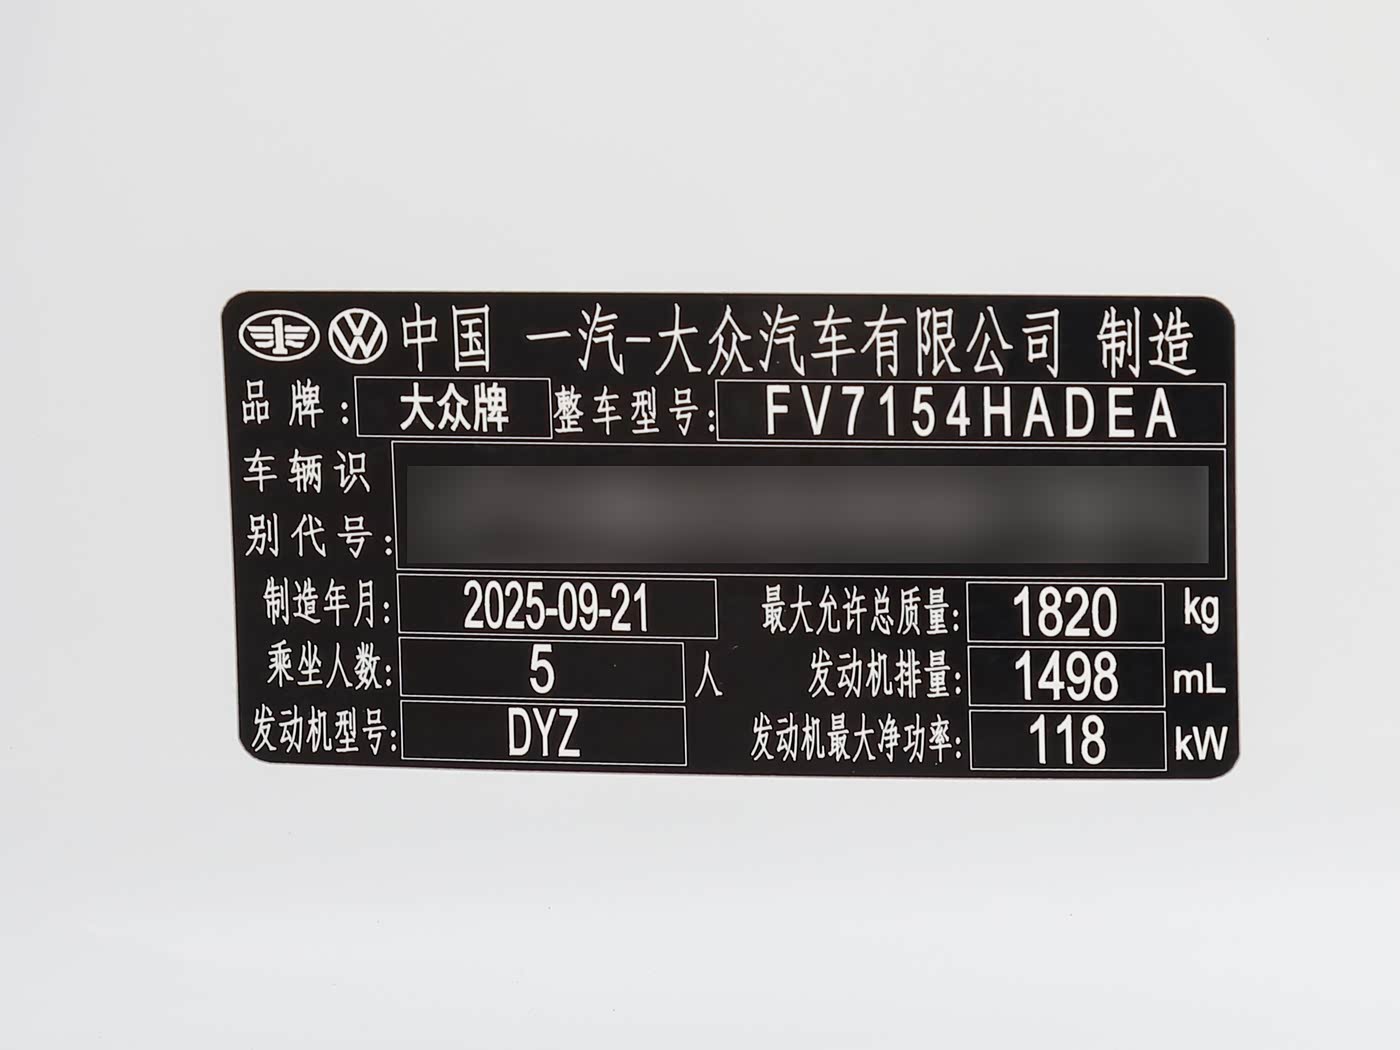 中国 一汽-大众汽车有限公司 制造
品牌: 大众牌 整车型号: FV7154HADEA
车辆识
别代号:
制造年月: 2025-09-21 最大允许总质量: 1820 kg
乘坐人数: 5 人 发动机排量: 1498 mL
发动机型号: DYZ 发动机最大净功率: 118 kW